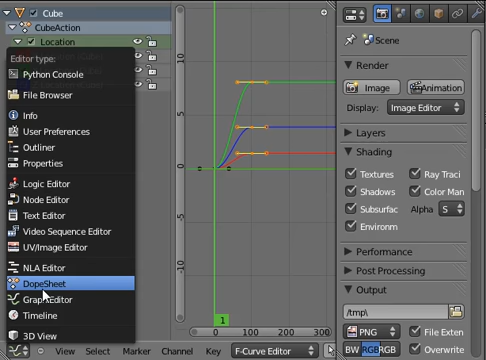 Cube
CubeAction
Location
Editor type:
Python Console
File Browser
Info
User Preferences
Outliner
Properties
Logic Editor
Node Editor
Text Editor
Video Sequence Editor
UV/Image Editor
NLA Editor
DopeSheet
Graph Editor
Timeline
3D View
View Select Marker Channel Key F-Curve Editor
10
5
0
-5
-10
1
0 100 200 300
Scene
Render
Image Animation
Display: Image Editor
Layers
Shading
Textures Ray Traci
Shadows Color Man
Subsurfac Alpha S
Environm
Performance
Post Processing
Output
/tmp\
PNG File Exten
BW RGB RGB Overwrite